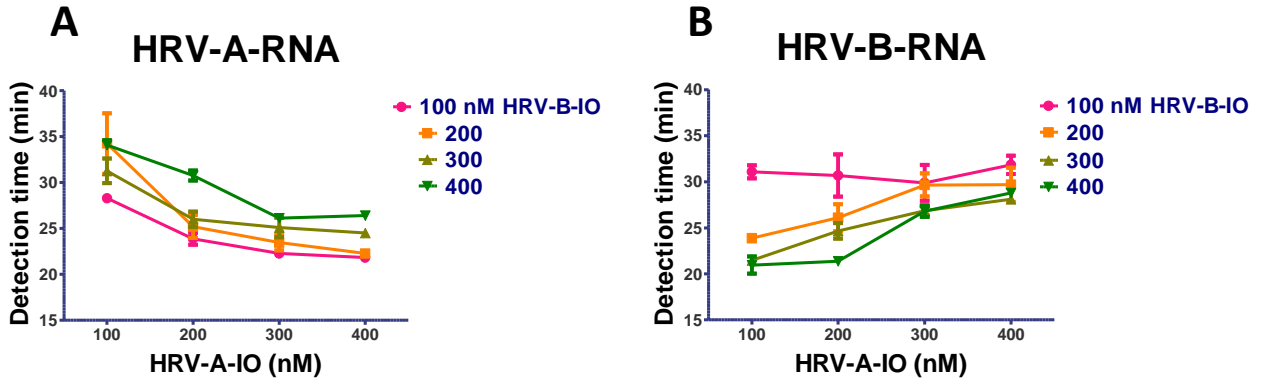 A
HRV-A-RNA
Detection time (min)
40
35
30
25
20
15
100 200 300 400
HRV-A-IO (nM)
100 nM HRV-B-IO
200
300
400
B
HRV-B-RNA
Detection time (min)
40
35
30
25
20
15
100 200 300 400
HRV-A-IO (nM)
100 nM HRV-B-IO
200
300
400